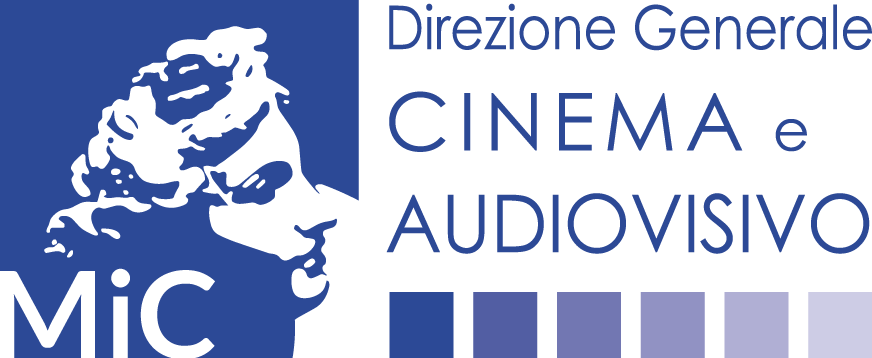 Direzione Generale
CINEMA e
AUDIOVISIVO
MiC